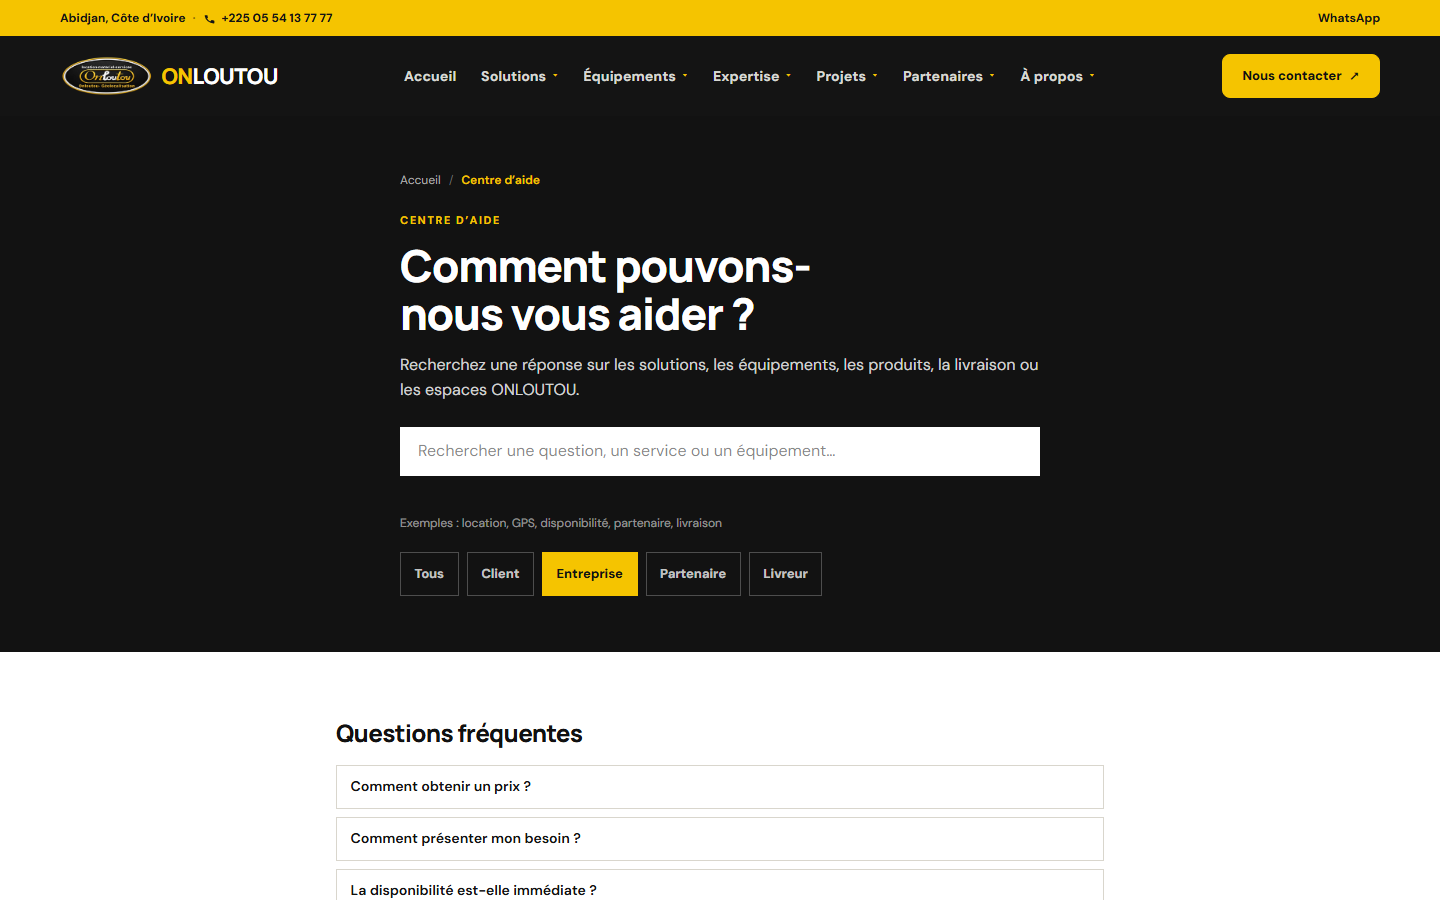 Abidjan, Côte d’Ivoire · +225 05 54 13 77 77
WhatsApp
Onloutou
ONLOUTOU
Accueil
Solutions
Équipements
Expertise
Projets
Partenaires
À propos
Nous contacter ↗
Accueil / Centre d’aide
CENTRE D’AIDE
Comment pouvons-
nous vous aider ?
Recherchez une réponse sur les solutions, les équipements, les produits, la livraison ou
les espaces ONLOUTOU.
Rechercher une question, un service ou un équipement…
Exemples : location, GPS, disponibilité, partenaire, livraison
Tous
Client
Entreprise
Partenaire
Livreur
Questions fréquentes
Comment obtenir un prix ?
Comment présenter mon besoin ?
La disponibilité est-elle immédiate ?